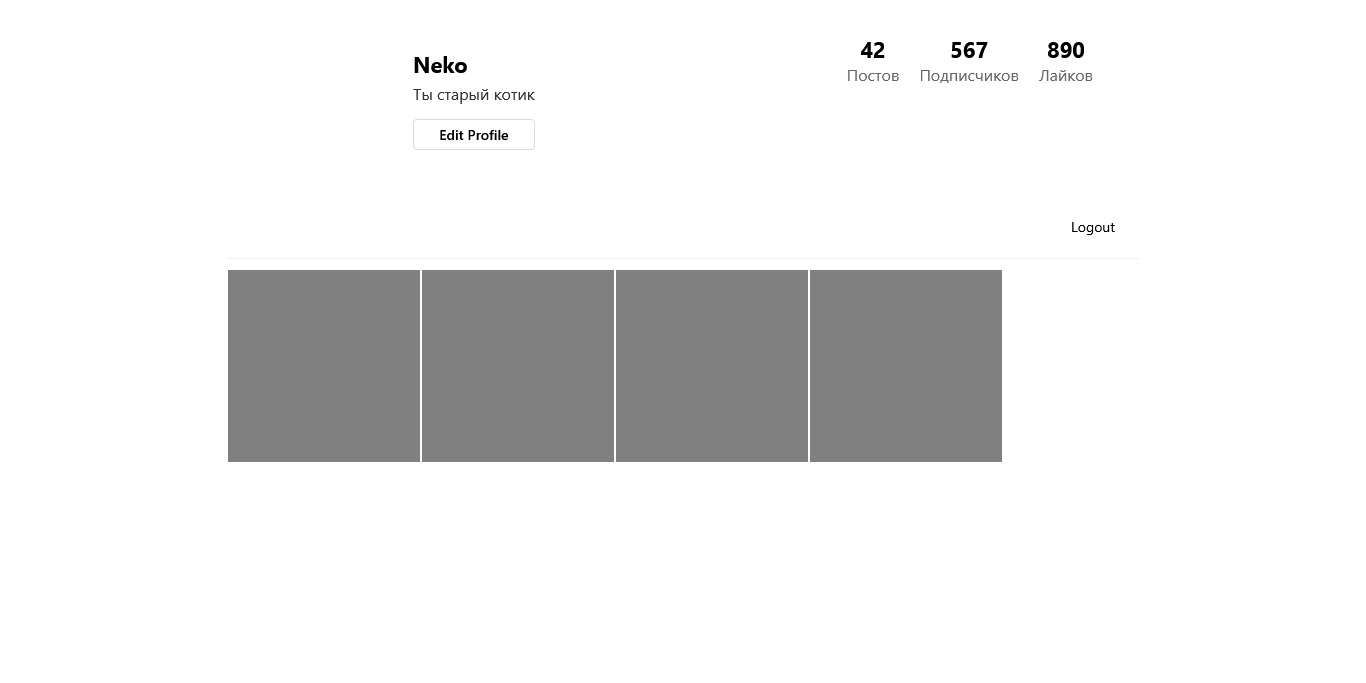 Neko
Ты старый котик
Edit Profile
42 567 890
Постов Подписчиков Лайков
Logout